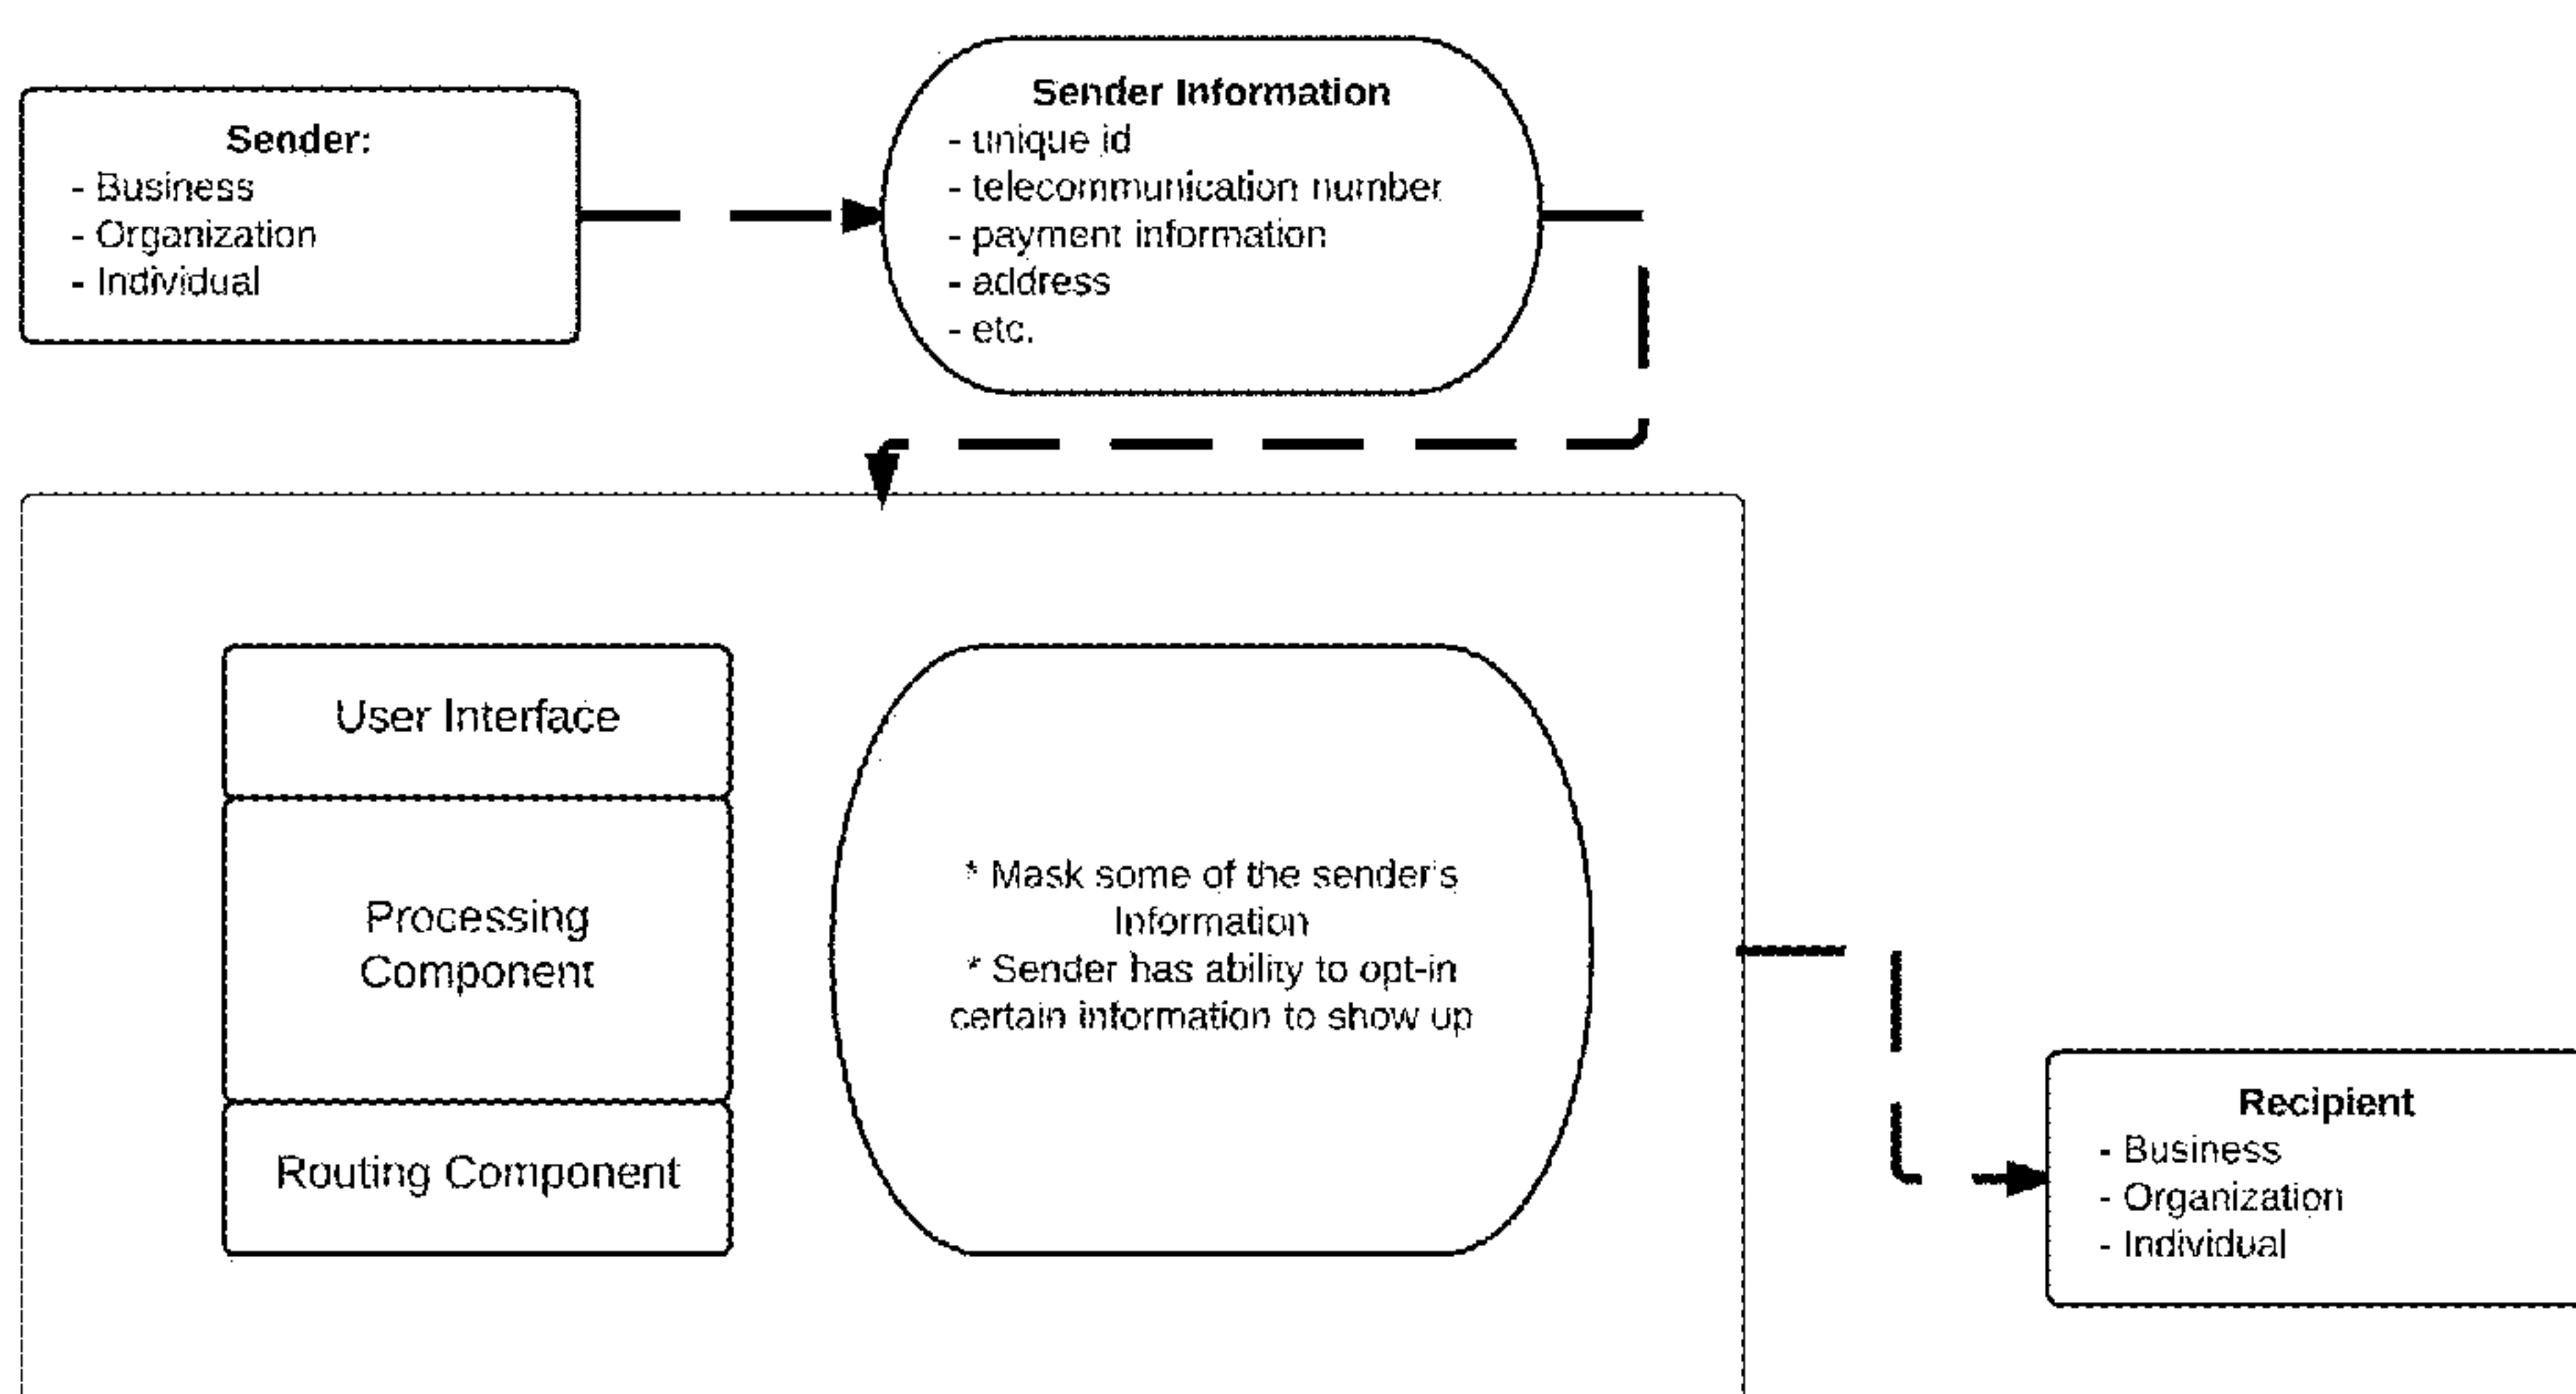 Sender:
- Business
- Organization
- Individual
Sender Information
- unique id
- telecommunication number
- payment information
- address
- etc.
User Interface
Processing
Component
Routing Component
* Mask some of the sender's
Information
* Sender has ability to opt-in
certain information to show up
Recipient
- Business
- Organization
- Individual